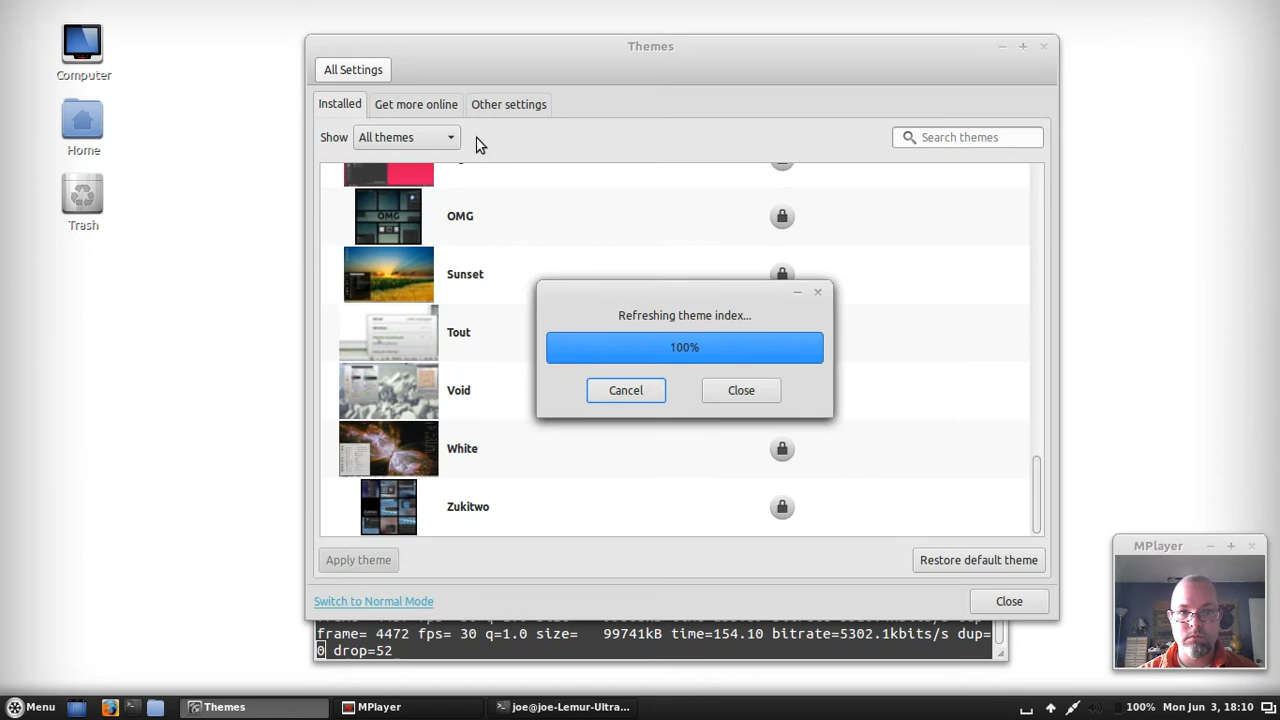 Computer
Home
Trash
Themes
All Settings
Installed
Get more online
Other settings
Show
All themes
Search themes
OMG
OMG
Sunset
Tout
Void
White
Zukitwo
Refreshing theme index...
100%
Cancel
Close
Apply theme
Restore default theme
Switch to Normal Mode
Close
frame= 4472 fps= 30 q=1.0 size=   99741kB time=154.10 bitrate=5302.1kbits/s dup=
0 drop=52
MPlayer
Menu
Themes
MPlayer
joe@joe-Lemur-Ultra...
100%
Mon Jun 3, 18:10